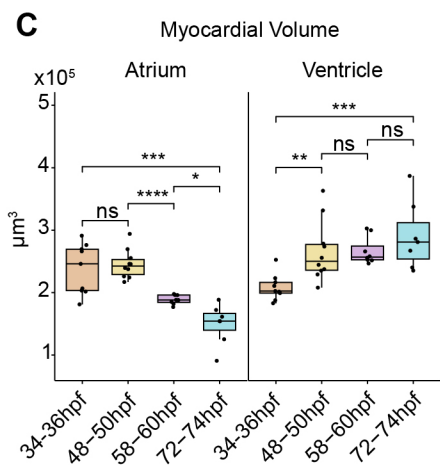 C
Myocardial Volume
x10⁵
Atrium
Ventricle
5
4
3
2
1
μm³
***
ns
****
*
***
**
ns
ns
34–36hpf
48–50hpf
58–60hpf
72–74hpf
34–36hpf
48–50hpf
58–60hpf
72–74hpf